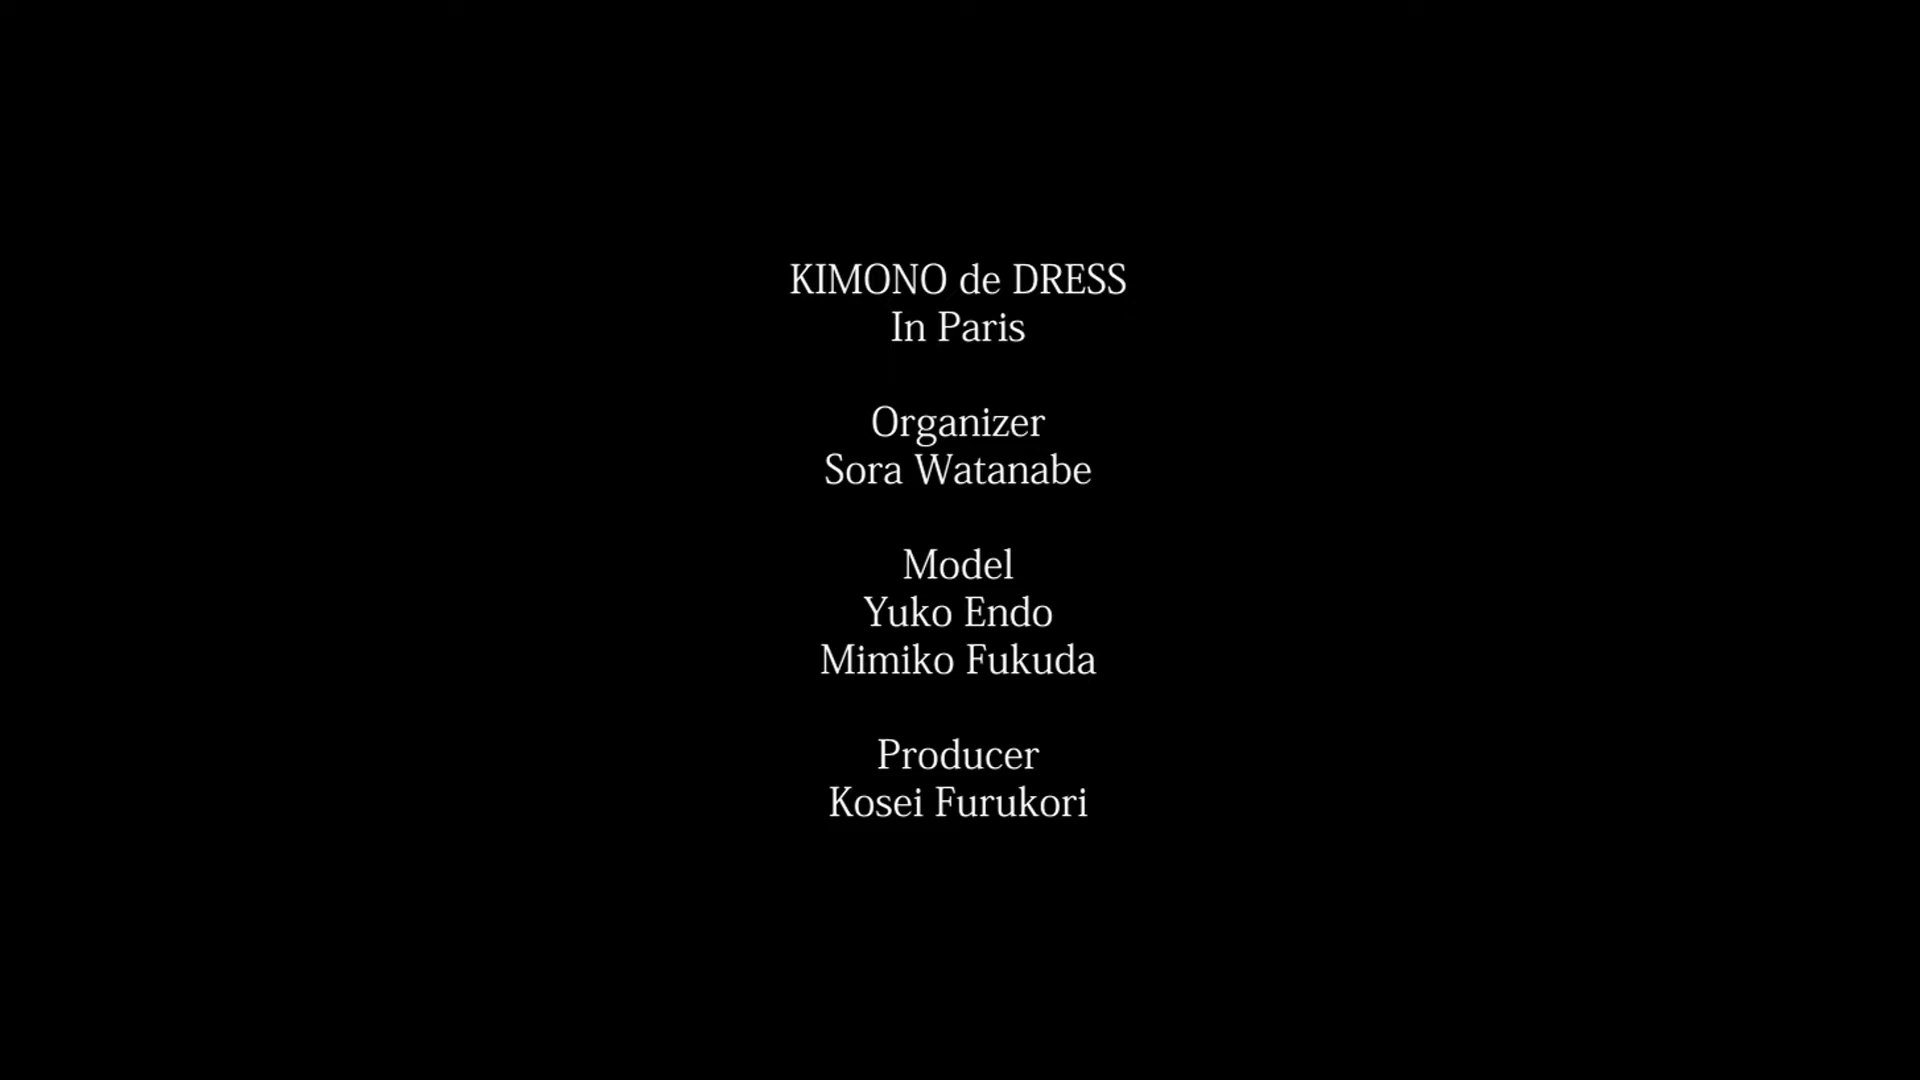 KIMONO de DRESS
In Paris
Organizer
Sora Watanabe
Model
Yuko Endo
Mimiko Fukuda
Producer
Kosei Furukori